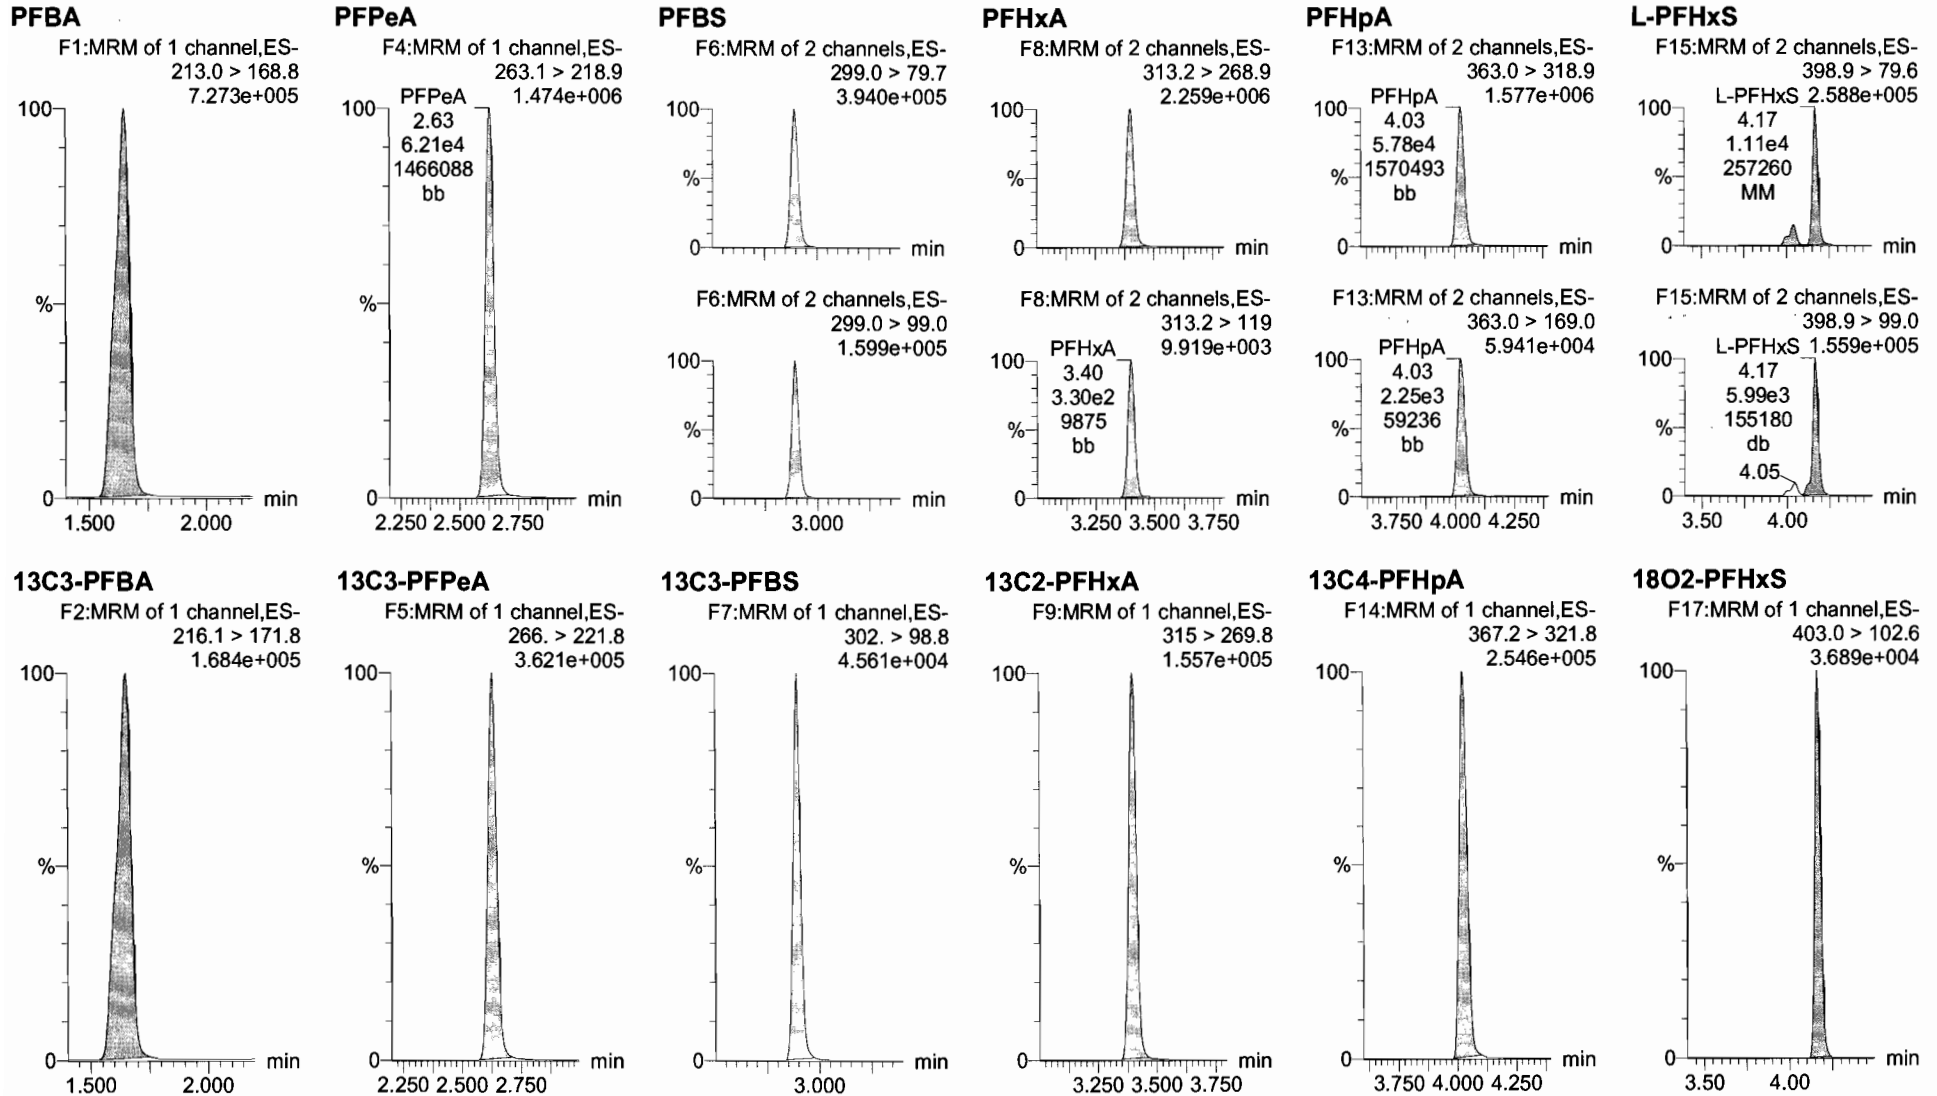 PFBA
F1:MRM of 1 channel,ES-
213.0 > 168.8
7.273e+005
100
%
0
min
1.500 2.000
PFPeA
F4:MRM of 1 channel,ES-
263.1 > 218.9
1.474e+006
PFPeA
2.63
6.21e4
1466088
bb
100
%
0
min
2.250 2.500 2.750
PFBS
F6:MRM of 2 channels,ES-
299.0 > 79.7
3.940e+005
100
%
0
min
F6:MRM of 2 channels,ES-
299.0 > 99.0
1.599e+005
100
%
0
min
3.000
PFHxA
F8:MRM of 2 channels,ES-
313.2 > 268.9
2.259e+006
100
%
0
min
F8:MRM of 2 channels,ES-
313.2 > 119
9.919e+003
PFHxA
3.40
3.30e2
9875
bb
100
%
0
min
3.250 3.500 3.750
PFHpA
F13:MRM of 2 channels,ES-
363.0 > 318.9
1.577e+006
PFHpA
4.03
5.78e4
1570493
bb
100
%
0
min
F13:MRM of 2 channels,ES-
363.0 > 169.0
5.941e+004
PFHpA
4.03
2.25e3
59236
bb
100
%
0
min
3.750 4.000 4.250
L-PFHxS
F15:MRM of 2 channels,ES-
398.9 > 79.6
2.588e+005
L-PFHxS
4.17
1.11e4
257260
MM
100
%
0
min
F15:MRM of 2 channels,ES-
398.9 > 99.0
1.559e+005
L-PFHxS
4.17
5.99e3
155180
db
4.05
100
%
0
min
3.50 4.00
13C3-PFBA
F2:MRM of 1 channel,ES-
216.1 > 171.8
1.684e+005
100
%
0
min
1.500 2.000
13C3-PFPeA
F5:MRM of 1 channel,ES-
266. > 221.8
3.621e+005
100
%
0
min
2.250 2.500 2.750
13C3-PFBS
F7:MRM of 1 channel,ES-
302. > 98.8
4.561e+004
100
%
0
min
3.000
13C2-PFHxA
F9:MRM of 1 channel,ES-
315 > 269.8
1.557e+005
100
%
0
min
3.250 3.500 3.750
13C4-PFHpA
F14:MRM of 1 channel,ES-
367.2 > 321.8
2.546e+005
100
%
0
min
3.750 4.000 4.250
18O2-PFHxS
F17:MRM of 1 channel,ES-
403.0 > 102.6
3.689e+004
100
%
0
min
3.50 4.00